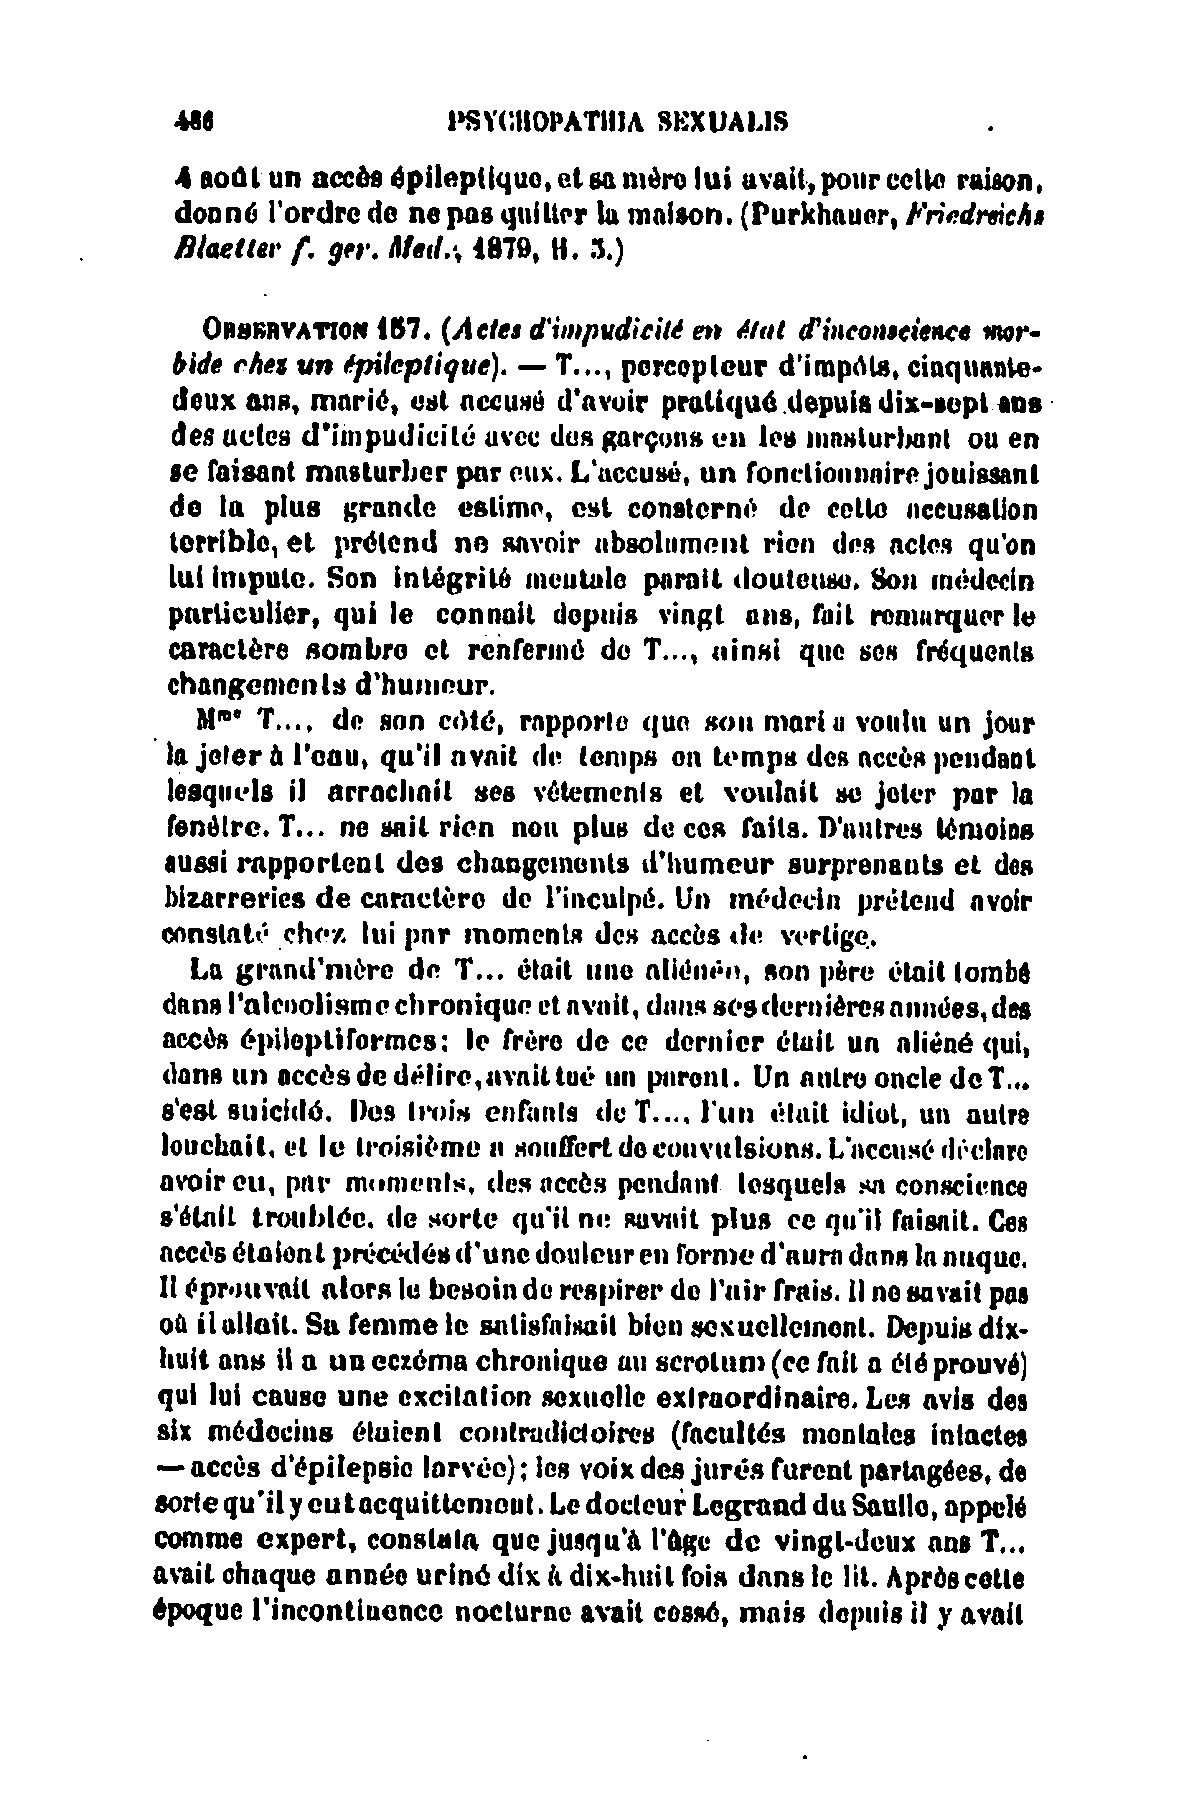 486 PSYCHOPATHIA SEXUALIS
4 août un accès épileptique, et sa mère lui avait, pour cette raison,
donné l'ordre de ne pas quitter la maison. (Purkhauer, Friedreichs
Blaetter f. ger. Med., 1879, H. 5.)
OBSERVATION 157. (Actes d'impudicité en état d'inconscience mor-
bide chez un épileptique). — T..., percepteur d'impôts, cinquante-
deux ans, marié, est accusé d'avoir pratiqué depuis dix-sept ans
des actes d'impudicité avec des garçons en les masturbant ou en
se faisant masturber par eux. L'accusé, un fonctionnaire jouissant
de la plus grande estime, est consterné de cette accusation
terrible, et prétend ne savoir absolument rien des actes qu'on
lui impute. Son intégrité mentale paraît douteuse. Son médecin
particulier, qui le connaît depuis vingt ans, fait remarquer le
caractère sombre et renfermé de T..., ainsi que ses fréquents
changements d'humeur.
Mme T..., de son côté, rapporte que son mari a voulu un jour
la jeter à l'eau, qu'il avait de temps en temps des accès pendant
lesquels il arrachait ses vêtements et voulait se jeter par la
fenêtre. T... ne sait rien non plus de ces faits. D'autres témoins
aussi rapportent des changements d'humeur surprenants et des
bizarreries de caractère de l'inculpé. Un médecin prétend avoir
constaté chez lui par moments des accès de vertige.
La grand'mère de T... était une aliénée, son père était tombé
dans l'alcoolisme chronique et avait, dans ses dernières années, des
accès épileptiformes; le frère de ce dernier était un aliéné qui,
dans un accès de délire, avait tué un parent. Un autre oncle de T...
s'est suicidé. Des trois enfants de T..., l'un était idiot, un autre
louchait, et le troisième a souffert de convulsions. L'accusé déclare
avoir eu, par moments, des accès pendant lesquels sa conscience
s'était troublée, de sorte qu'il ne savait plus ce qu'il faisait. Ces
accès étaient précédés d'une douleur en forme d'aura dans la nuque.
Il éprouvait alors le besoin de respirer de l'air frais. Il ne savait pas
où il allait. Sa femme le satisfaisait bien sexuellement. Depuis dix-
huit ans il a un eczéma chronique au scrotum (ce fait a été prouvé)
qui lui cause une excitation sexuelle extraordinaire. Les avis des
six médecins étaient contradictoires (facultés mentales intactes
— accès d'épilepsie larvée); les voix des jurés furent partagées, de
sorte qu'il y eut acquittement. Le docteur Legrand du Saulle, appelé
comme expert, constata que jusqu'à l'âge de vingt-deux ans T...
avait chaque année uriné dix à dix-huit fois dans le lit. Après cette
époque l'incontinence nocturne avait cessé, mais depuis il y avait